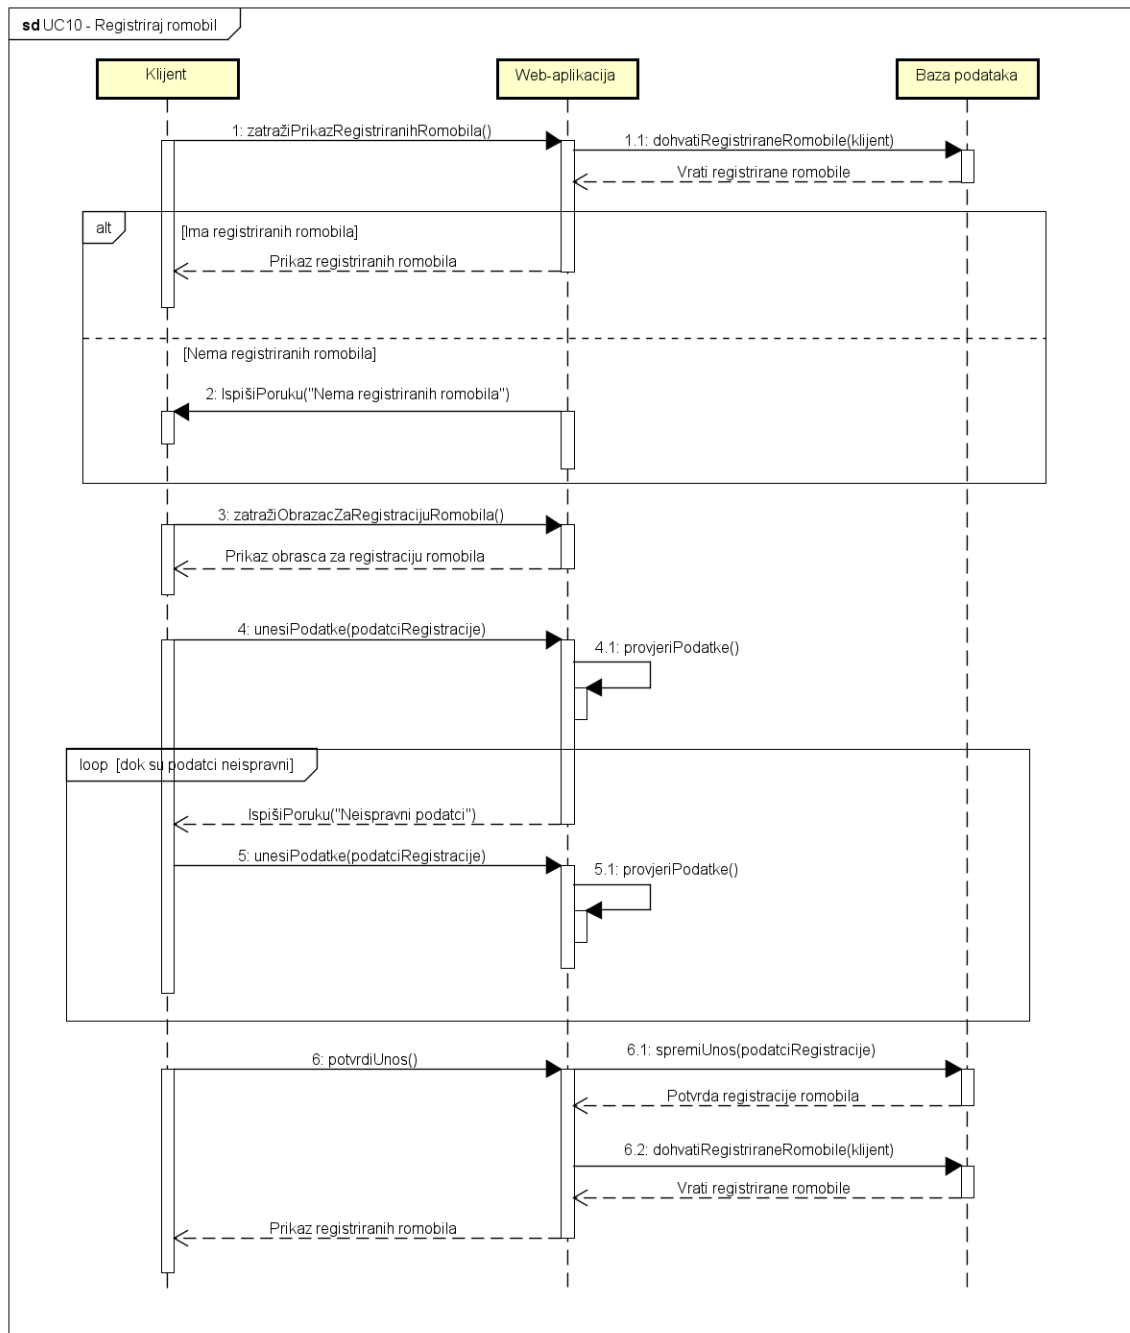 sd UC10 - Registriraj romobil
Klijent
Web-aplikacija
Baza podataka
1: zatražiPrikazRegistriranihRomobila()
1.1: dohvatiRegistriraneRomobile(klijent)
Vrati registrirane romobile
alt
[Ima registriranih romobila]
Prikaz registriranih romobila
[Nema registriranih romobila]
2: IspišiPoruku("Nema registriranih romobila")
3: zatražiObrazacZaRegistracijuRomobila()
Prikaz obrasca za registraciju romobila
4: unesiPodatke(podatciRegistracije)
4.1: provjeriPodatke()
loop [dok su podatci neispravni]
IspišiPoruku("Neispravni podatci")
5: unesiPodatke(podatciRegistracije)
5.1: provjeriPodatke()
6: potvrdiUnos()
6.1: spremiUnos(podatciRegistracije)
Potvrda registracije romobila
6.2: dohvatiRegistriraneRomobile(klijent)
Vrati registrirane romobile
Prikaz registriranih romobila